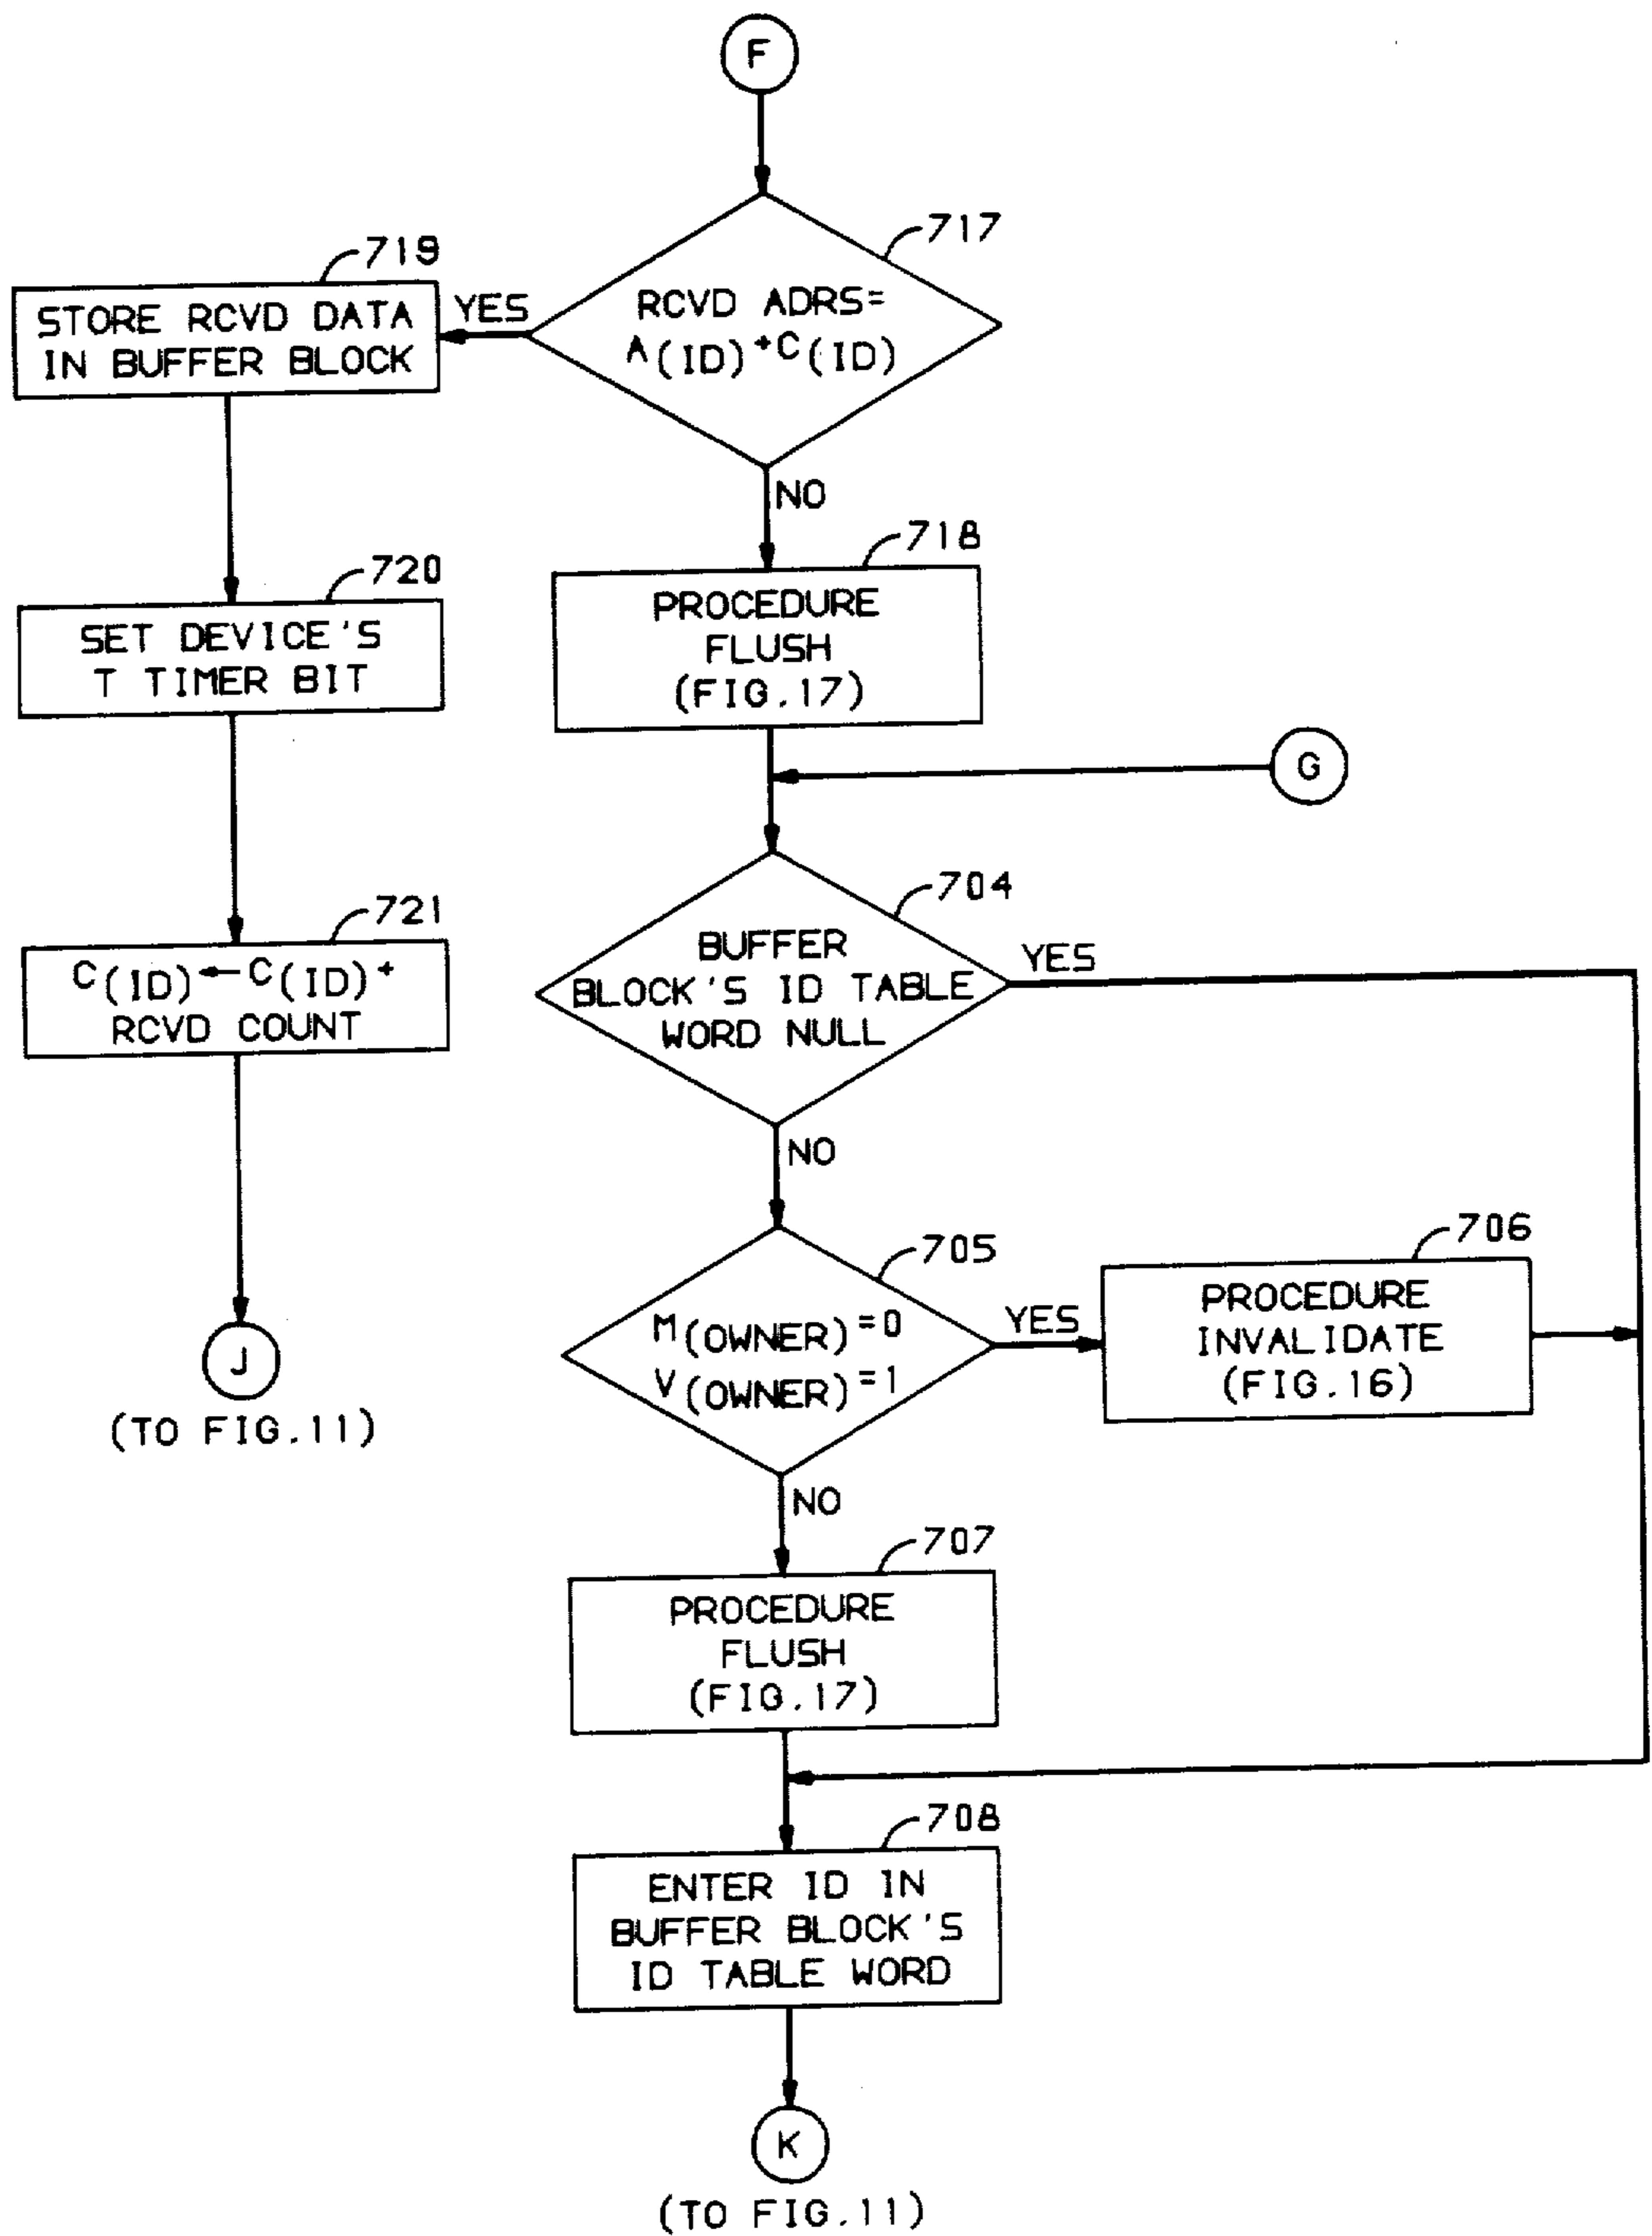 F
717
RCVD ADRS=
A(ID)+C(ID)
YES
NO
719
STORE RCVD DATA
IN BUFFER BLOCK
718
PROCEDURE
FLUSH
(FIG.17)
720
SET DEVICE'S
T TIMER BIT
G
721
C(ID)←C(ID)+
RCVD COUNT
704
BUFFER
BLOCK'S ID TABLE
WORD NULL
YES
NO
J
(TO FIG.11)
705
M(OWNER)=0
V(OWNER)=1
YES
NO
706
PROCEDURE
INVALIDATE
(FIG.16)
707
PROCEDURE
FLUSH
(FIG.17)
708
ENTER ID IN
BUFFER BLOCK'S
ID TABLE WORD
K
(TO FIG.11)